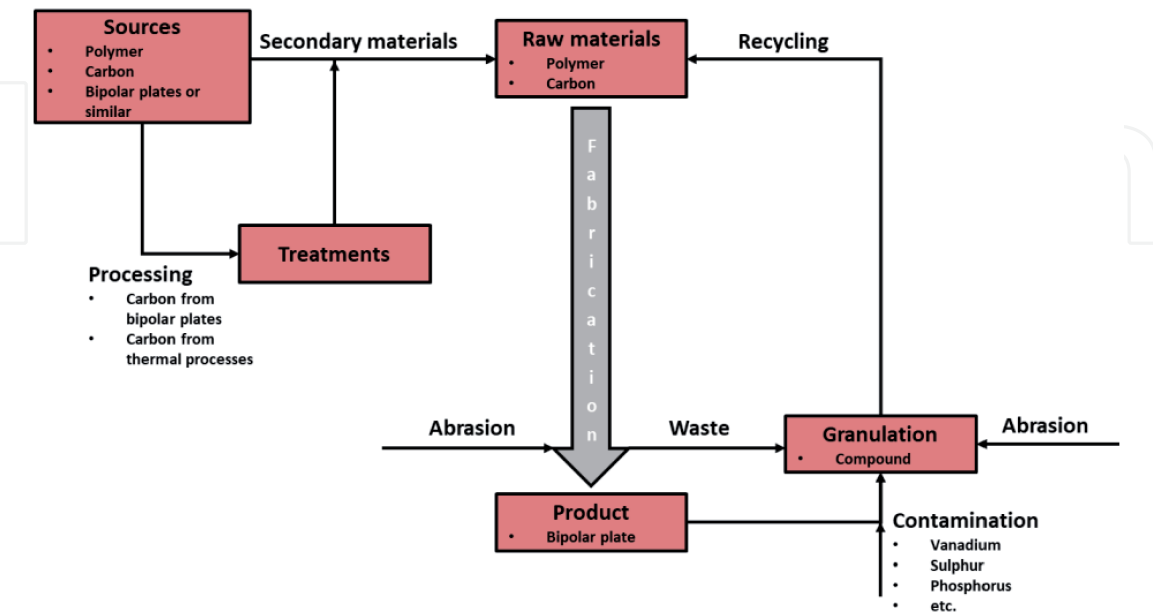 Sources
• Polymer
• Carbon
• Bipolar plates or
similar
Secondary materials
Raw materials
• Polymer
• Carbon
Recycling
Treatments
Processing
• Carbon from
bipolar plates
• Carbon from
thermal processes
Fabrication
Abrasion
Waste
Granulation
• Compound
Abrasion
Product
• Bipolar plate
Contamination
• Vanadium
• Sulphur
• Phosphorus
• etc.